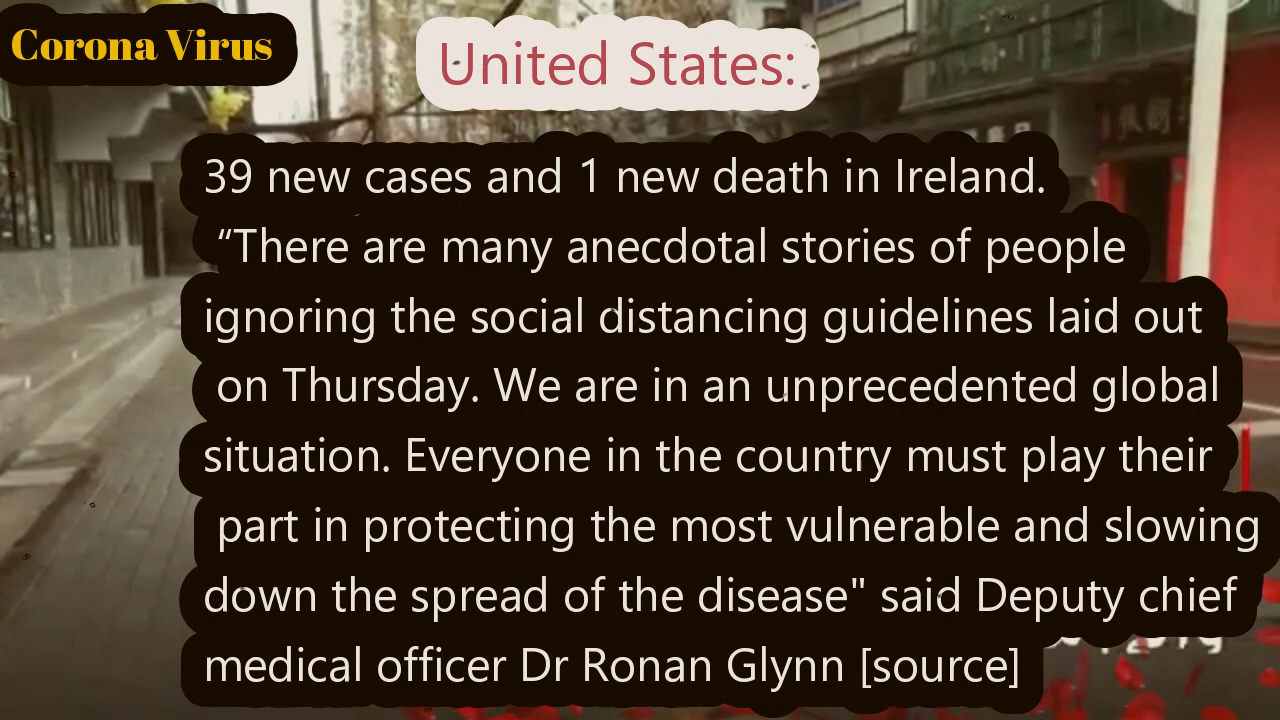 Corona Virus
United States:
39 new cases and 1 new death in Ireland.
“There are many anecdotal stories of people
ignoring the social distancing guidelines laid out
on Thursday. We are in an unprecedented global
situation. Everyone in the country must play their
part in protecting the most vulnerable and slowing
down the spread of the disease" said Deputy chief
medical officer Dr Ronan Glynn [source]